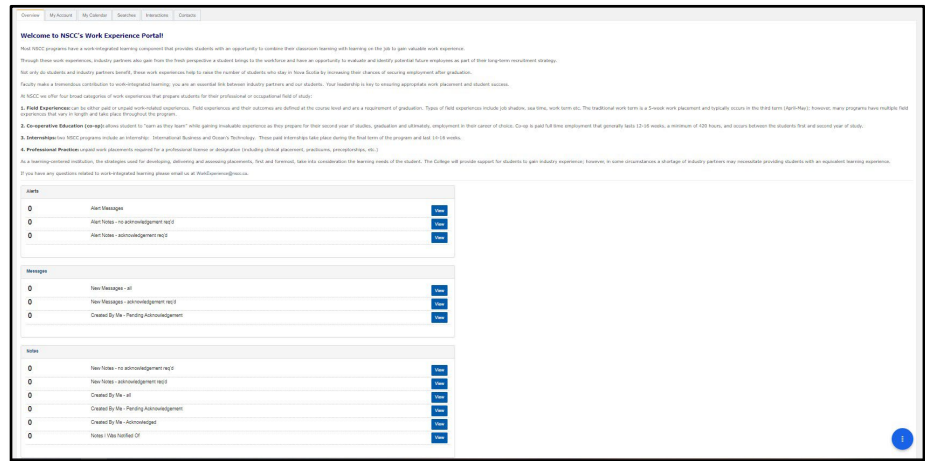 Overview My Account My Calendar Searches Interactions Contacts
Welcome to NSCC's Work Experience Portal!
Most NSCC programs have a work-integrated learning component that provides students with an opportunity to combine their classroom learning with learning on the job to gain valuable work experience.
Through these work experiences, industry partners also gain from the fresh perspective a student brings to the workforce and have an opportunity to evaluate and identify potential future employees as part of their long-term recruitment strategy.
Not only do students and industry partners benefit, these work experiences help to raise the number of students who stay in Nova Scotia by increasing their chances of securing employment after graduation.
Faculty make a tremendous contribution to work-integrated learning; you are an essential link between industry partners and our students. Your leadership is key to ensuring appropriate work placement and student success.
At NSCC we offer four broad categories of work experiences that prepare students for their professional or occupational field of study:
1. Field Experiences: can be either paid or unpaid work-related experiences. Field experiences and their outcomes are defined at the course level and are a requirement of graduation. Types of field experiences include job shadow, sea time, work term etc. The traditional work term is a 5-week work placement and typically occurs in the third term (April-May); however, many programs have multiple field
experiences that vary in length and take place throughout the program.
2. Co-operative Education (co-op): allows student to "earn as they learn" while gaining invaluable experience as they prepare for their second year of studies, graduation and ultimately, employment in their career of choice. Co-op is paid full time employment that generally lasts 12-16 weeks, a minimum of 420 hours, and occurs between the students first and second year of study.
3. Internships: two NSCC programs include an internship: International Business and Ocean's Technology. These paid internships take place during the final term of the program and last 14-16 weeks.
4. Professional Practice: unpaid work placements required for a professional license or designation (including clinical placement, practicums, preceptorships, etc.)
As a learning-centered institution, the strategies used for developing, delivering and assessing placements, first and foremost, take into consideration the learning needs of the student. The College will provide support for students to gain industry experience; however, in some circumstances a shortage of industry partners may necessitate providing students with an equivalent learning experience.
If you have any questions related to work-integrated learning please email us at WorkExperience@nscc.ca.
Alerts
0 Alert Messages View
0 Alert Notes - no acknowledgement req'd View
0 Alert Notes - acknowledgement req'd View
Messages
0 New Messages - all View
0 New Messages - acknowledgement req'd View
0 Created By Me - Pending Acknowledgement View
Notes
0 New Notes - no acknowledgement req'd View
0 New Notes - acknowledgement req'd View
0 Created By Me - all View
0 Created By Me - Pending Acknowledgement View
0 Created By Me - Acknowledged View
0 Notes I Was Notified Of View